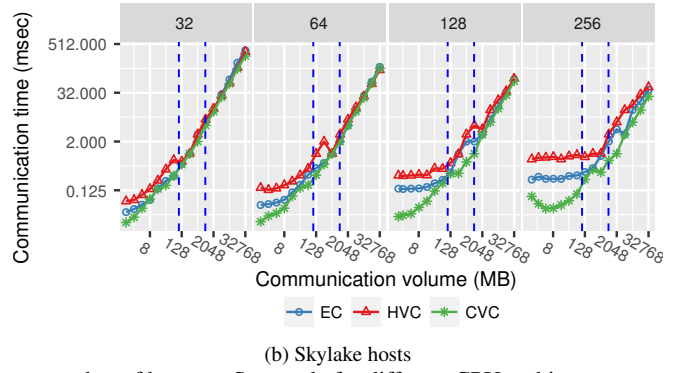 32 64 128 256
Communication time (msec)
512.000
32.000
2.000
0.125
8 128 2048 32768 8 128 2048 32768 8 128 2048 32768 8 128 2048 32768
Communication volume (MB)
EC HVC CVC
(b) Skylake hosts